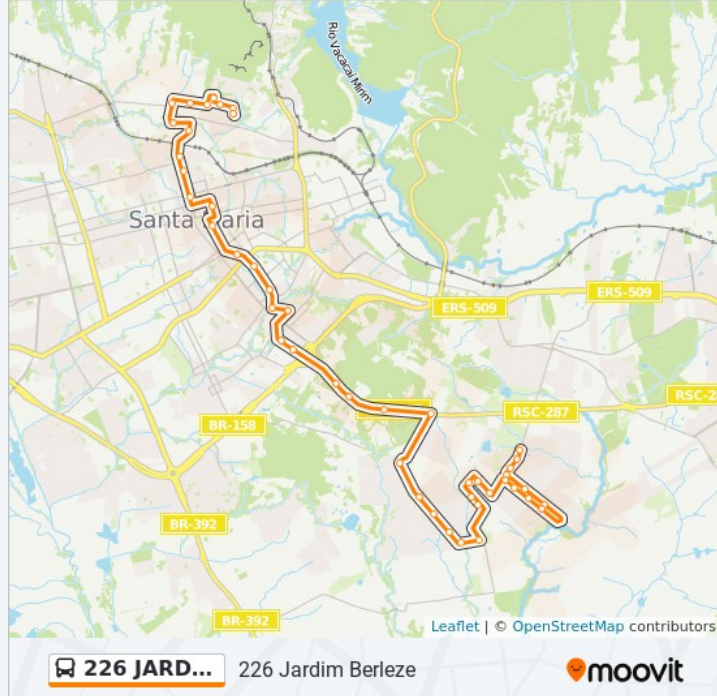 Rio Vacacaí Mirim
Santa Maria
ERS-509
ERS-509
RSC-287
RSC-28
BR-158
BR-392
BR-392
Leaflet | © OpenStreetMap contributors
226 JARD... 226 Jardim Berleze moovit